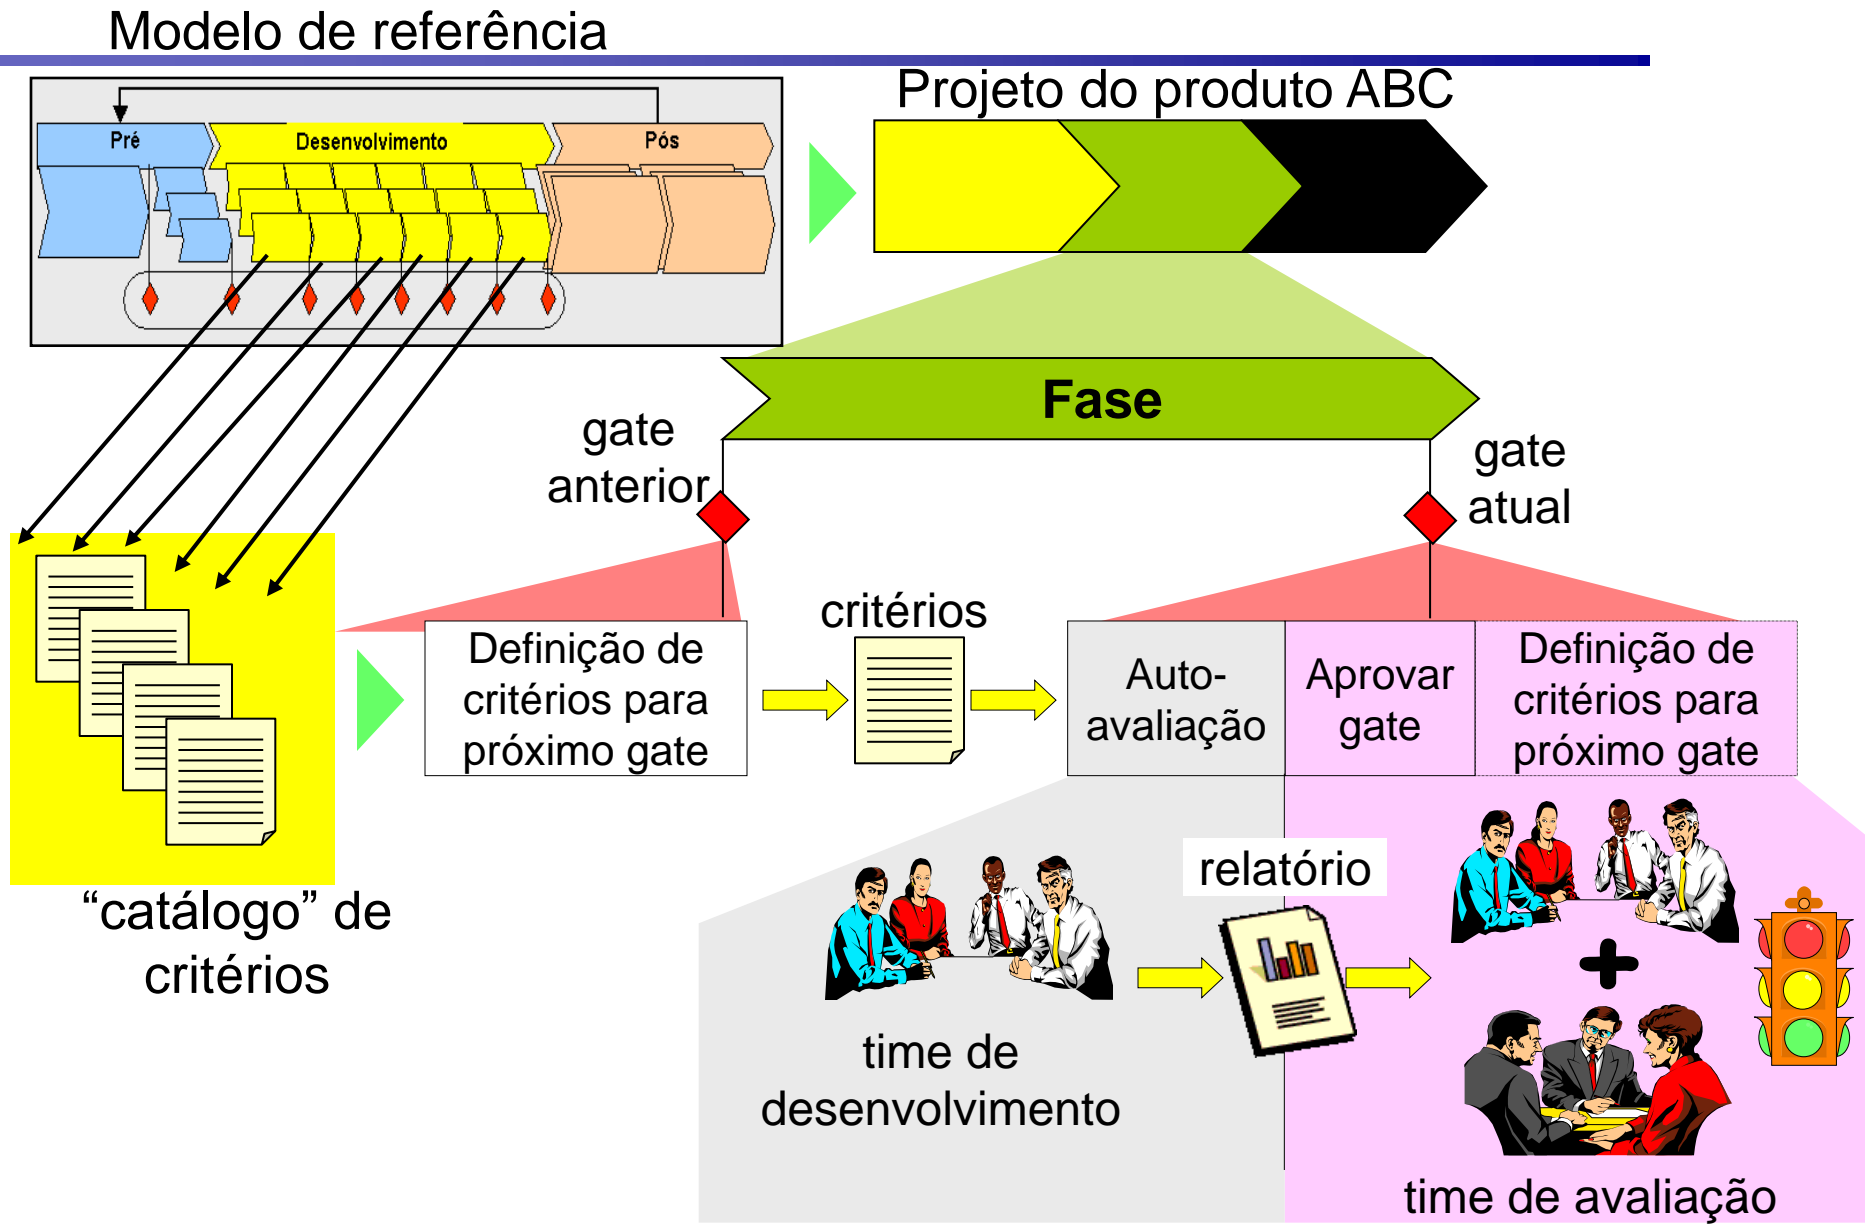 Modelo de referência
Projeto do produto ABC
Pré
Desenvolvimento
Pós
Fase
gate
anterior
gate
atual
critérios
Definição de
critérios para
próximo gate
Auto-
avaliação
Aprovar
gate
Definição de
critérios para
próximo gate
“catálogo” de
critérios
relatório
time de
desenvolvimento
time de avaliação